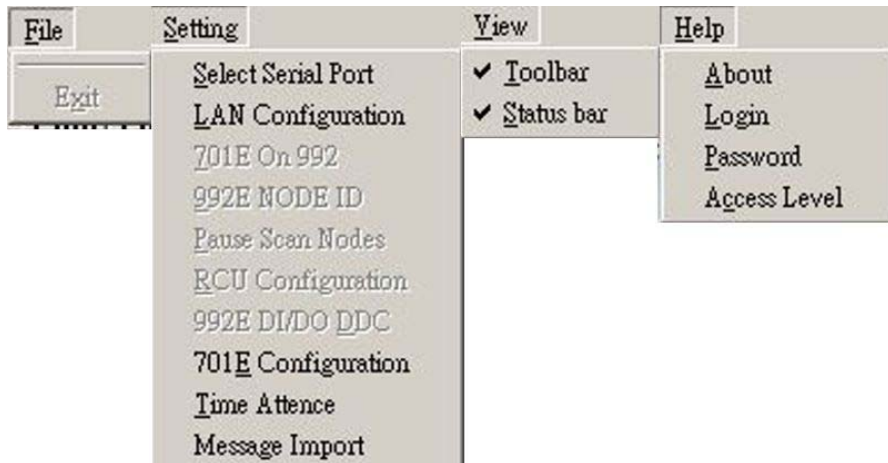 File
Exit
Setting
Select Serial Port
LAN Configuration
701E On 992
992E NODE ID
Pause Scan Nodes
RCU Configuration
992E DI/DO DDC
701E Configuration
Time Attence
Message Import
View
Toolbar
Status bar
Help
About
Login
Password
Access Level